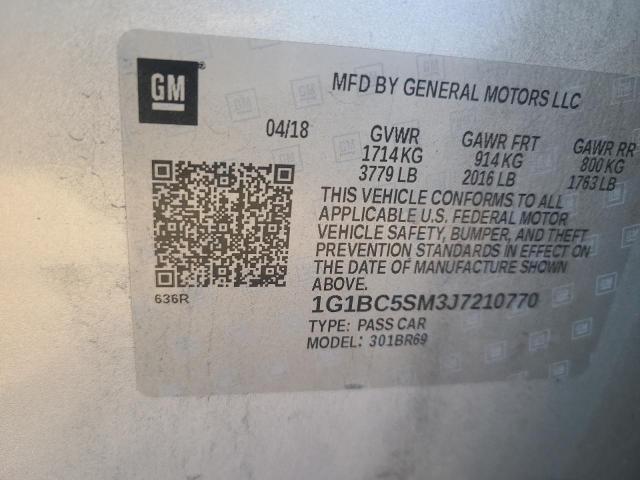 GM
MFD BY GENERAL MOTORS LLC
04/18 GVWR GAWR FRT GAWR RR
1714 KG 914 KG 800 KG
3779 LB 2016 LB 1763 LB
THIS VEHICLE CONFORMS TO ALL
APPLICABLE U.S. FEDERAL MOTOR
VEHICLE SAFETY, BUMPER, AND THEFT
PREVENTION STANDARDS IN EFFECT ON
THE DATE OF MANUFACTURE SHOWN
ABOVE.
636R 1G1BC5SM3J7210770
TYPE: PASS CAR
MODEL: 301BR69